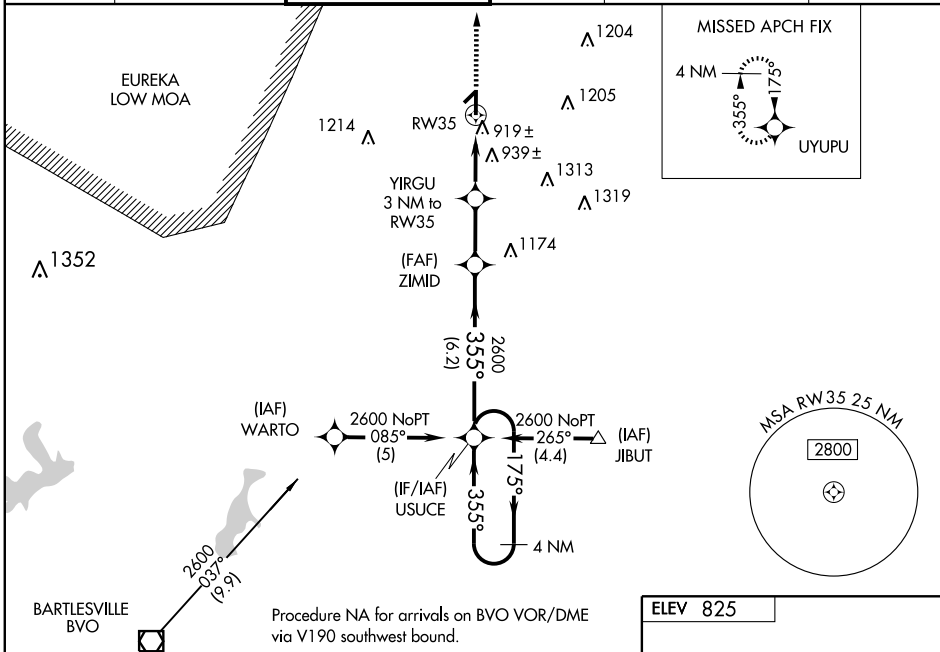 EUREKA
LOW MOA
1204
1205
1214
RW35
919±
939±
1313
1319
YIRGU
3 NM to
RW35
1174
(FAF)
ZIMID
1352
2600
355°
(6.2)
(IAF)
WARTO
2600 NoPT
085°
(5)
2600 NoPT
265°
(4.4)
(IAF)
JIBUT
(IF/IAF)
USUCE
355°
175°
4 NM
2600
037°
(9.9)
BARTLESVILLE
BVO
Procedure NA for arrivals on BVO VOR/DME
via V190 southwest bound.
MISSED APCH FIX
4 NM
355°
175°
UYUPU
MSA RW35 25 NM
2800
ELEV 825